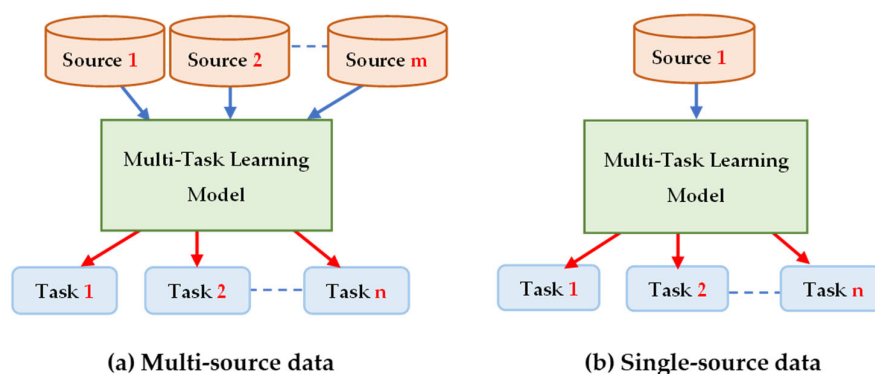 Source 1
Source 2
Source m
Multi-Task Learning
Model
Task 1
Task 2
Task n
(a) Multi-source data
Source 1
Multi-Task Learning
Model
Task 1
Task 2
Task n
(b) Single-source data